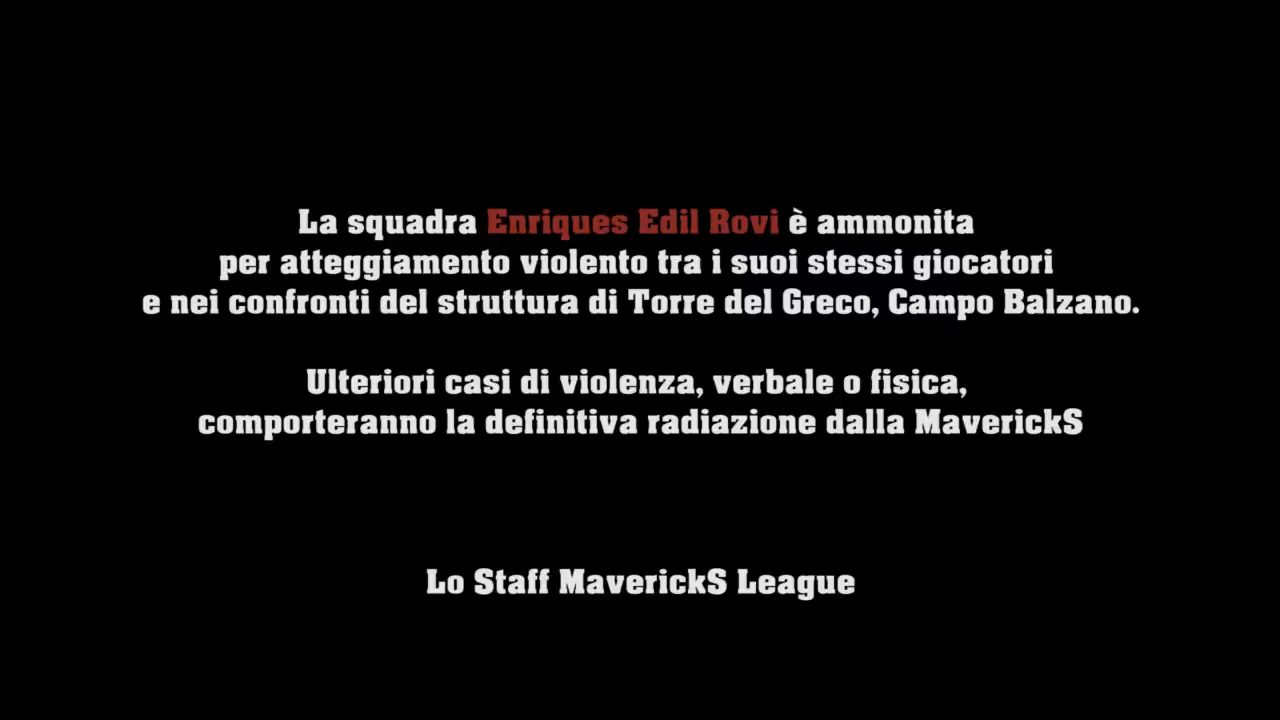 La squadra Enriques Edil Rovi è ammonita
per atteggiamento violento tra i suoi stessi giocatori
e nei confronti del struttura di Torre del Greco, Campo Balzano.
Ulteriori casi di violenza, verbale o fisica,
comporteranno la definitiva radiazione dalla MaverickS
Lo Staff MaverickS League